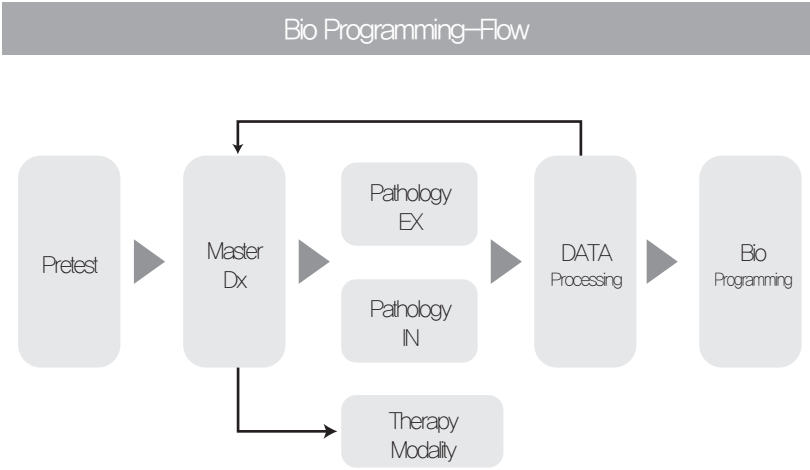 Bio Programming-Flow
Pretest
Master
Dx
Pathology
EX
Pathology
IN
Therapy
Modality
DATA
Processing
Bio
Programming